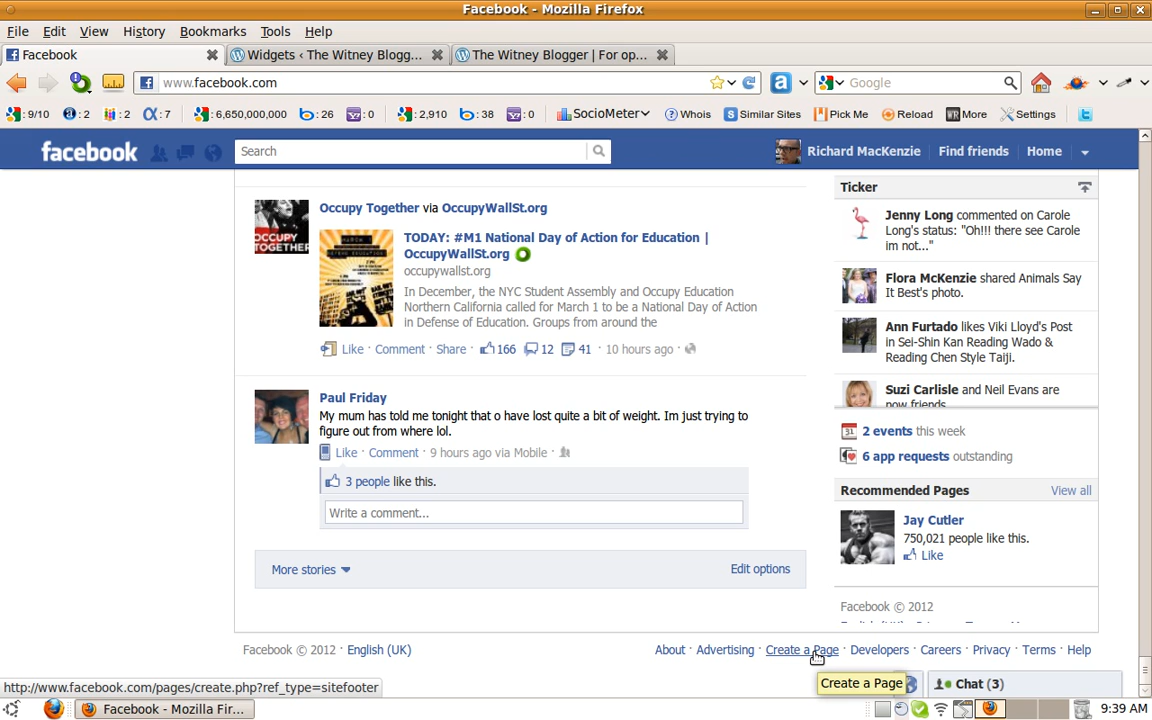 Facebook - Mozilla Firefox
File Edit View History Bookmarks Tools Help
Facebook
Widgets ‹ The Witney Blogg...
The Witney Blogger | For op...
www.facebook.com
Google
: 9/10 : 2 : 2 : 7 : 6,650,000,000 : 26 : 0 : 2,910 : 38 : 0 SocioMeter Whois Similar Sites Pick Me Reload More Settings
facebook
Search
Richard MacKenzie Find friends Home
Occupy Together via OccupyWallSt.org
OCCUPY
TOGETHER
TODAY: #M1 National Day of Action for Education |
OccupyWallSt.org
occupywallst.org
In December, the NYC Student Assembly and Occupy Education
Northern California called for March 1 to be a National Day of Action
in Defense of Education. Groups from around the
Like · Comment · Share · 166 12 41 · 10 hours ago ·
Paul Friday
My mum has told me tonight that o have lost quite a bit of weight. Im just trying to
figure out from where lol.
Like · Comment · 9 hours ago via Mobile ·
3 people like this.
Write a comment...
More stories
Edit options
Ticker
Jenny Long commented on Carole
Long's status: "Oh!!! there see Carole
im not..."
Flora McKenzie shared Animals Say
It Best's photo.
Ann Furtado likes Viki Lloyd's Post
in Sei-Shin Kan Reading Wado &
Reading Chen Style Taiji.
Suzi Carlisle and Neil Evans are
now friends.
31
2 events this week
6 app requests outstanding
Recommended Pages View all
Jay Cutler
750,021 people like this.
Like
Facebook © 2012
Facebook © 2012 · English (UK)
About · Advertising · Create a Page · Developers · Careers · Privacy · Terms · Help
Create a Page
Chat (3)
http://www.facebook.com/pages/create.php?ref_type=sitefooter
Facebook - Mozilla Fir...
9:39 AM